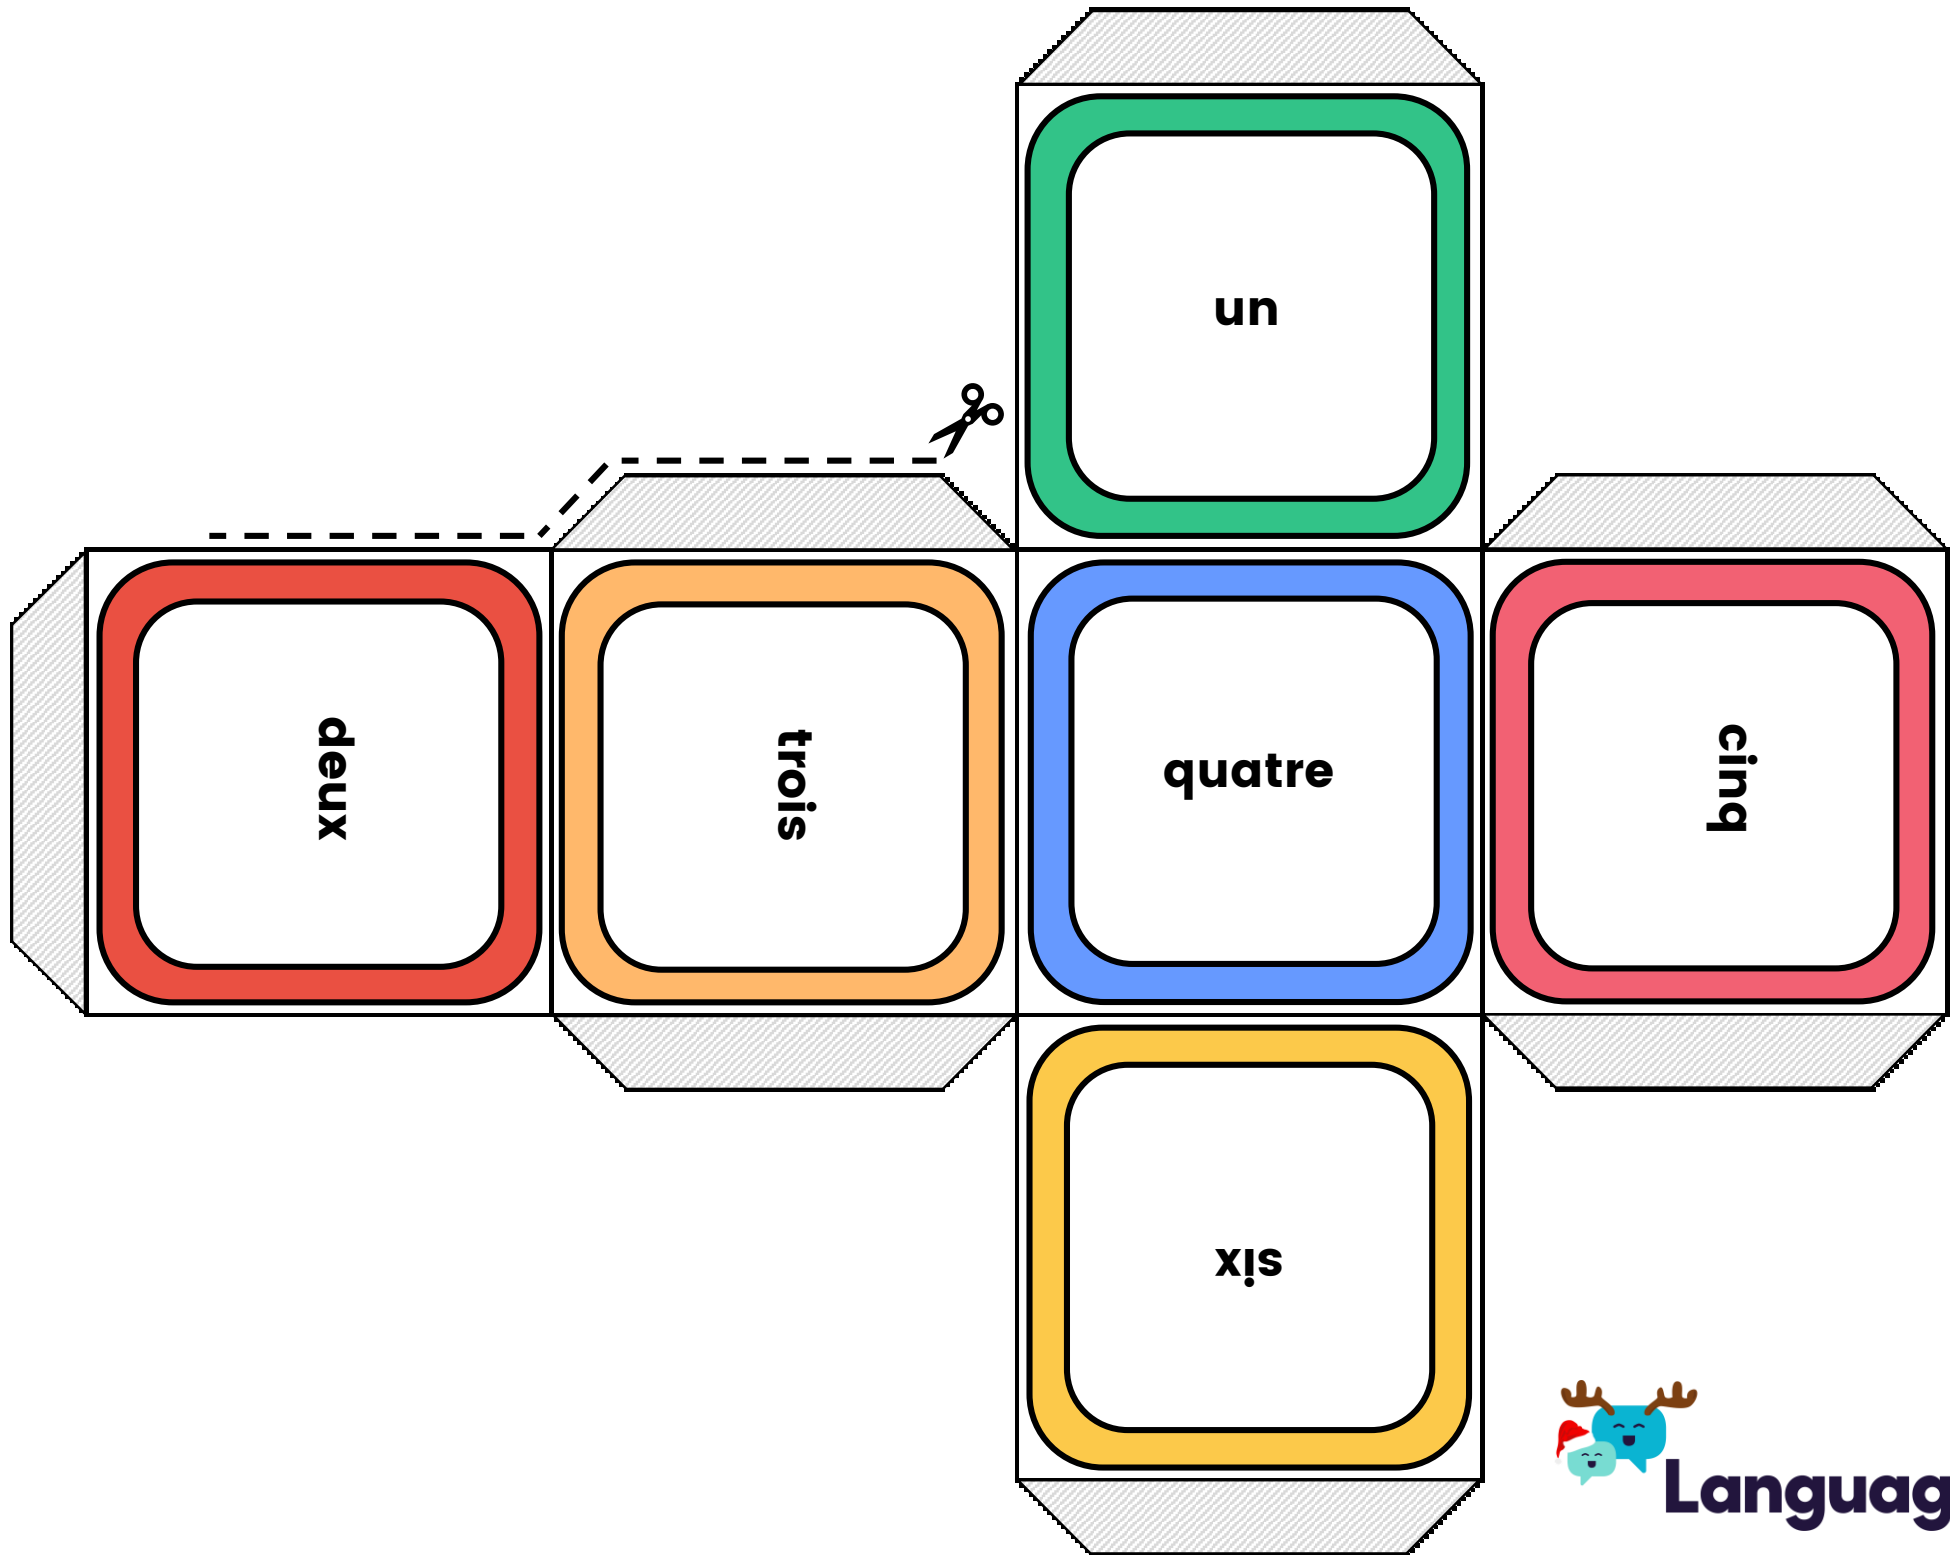 un
deux
trois
quatre
cinq
six
Languag